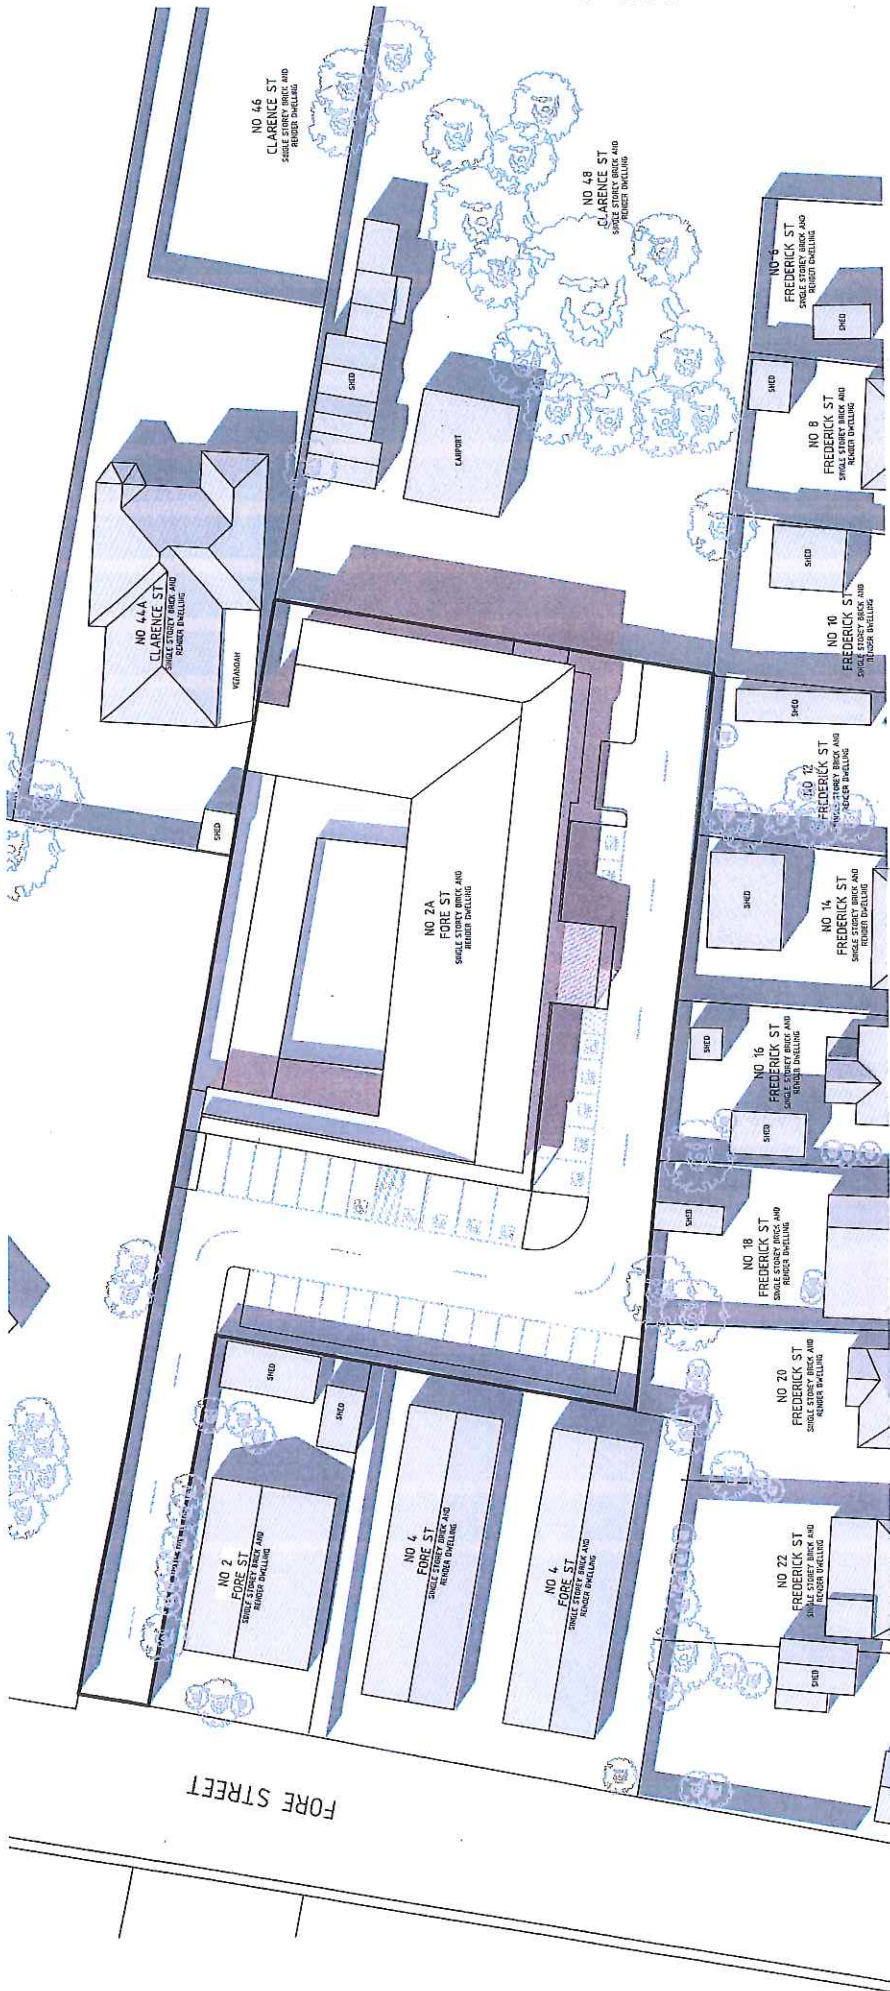 NO 46
CLARENCE ST
SINGLE STOREY BRICK AND
RENDER DWELLING
NO 48
CLARENCE ST
SINGLE STOREY BRICK AND
RENDER DWELLING
NO 6
FREDERICK ST
SINGLE STOREY BRICK AND
RENDER DWELLING
SHED
SHED
SHED
NO 8
FREDERICK ST
SINGLE STOREY BRICK AND
RENDER DWELLING
CARPORT
NO 44A
CLARENCE ST
SINGLE STOREY BRICK AND
RENDER DWELLING
VERANDAH
SHED
NO 10
FREDERICK ST
SINGLE STOREY BRICK AND
RENDER DWELLING
SHED
NO 12
FREDERICK ST
SINGLE STOREY BRICK AND
RENDER DWELLING
SHED
NO 2A
FORE ST
SINGLE STOREY BRICK AND
RENDER DWELLING
SHED
NO 14
FREDERICK ST
SINGLE STOREY BRICK AND
RENDER DWELLING
SHED
NO 16
FREDERICK ST
SINGLE STOREY BRICK AND
RENDER DWELLING
SHED
SHED
NO 18
FREDERICK ST
SINGLE STOREY BRICK AND
RENDER DWELLING
SHED
SHED
NO 20
FREDERICK ST
SINGLE STOREY BRICK AND
RENDER DWELLING
NO 2
FORE ST
SINGLE STOREY BRICK AND
RENDER DWELLING
NO 4
FORE ST
SINGLE STOREY BRICK AND
RENDER DWELLING
NO 4
FORE ST
SINGLE STOREY BRICK AND
RENDER DWELLING
NO 22
FREDERICK ST
SINGLE STOREY BRICK AND
RENDER DWELLING
SHED
FORE STREET